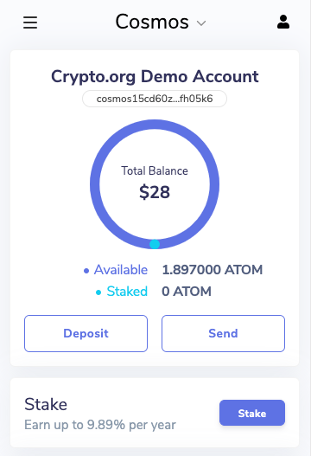 Cosmos
Crypto.org Demo Account
cosmos15cd60z...fh05k6
Total Balance
$28
Available 1.897000 ATOM
Staked 0 ATOM
Deposit Send
Stake
Earn up to 9.89% per year
Stake